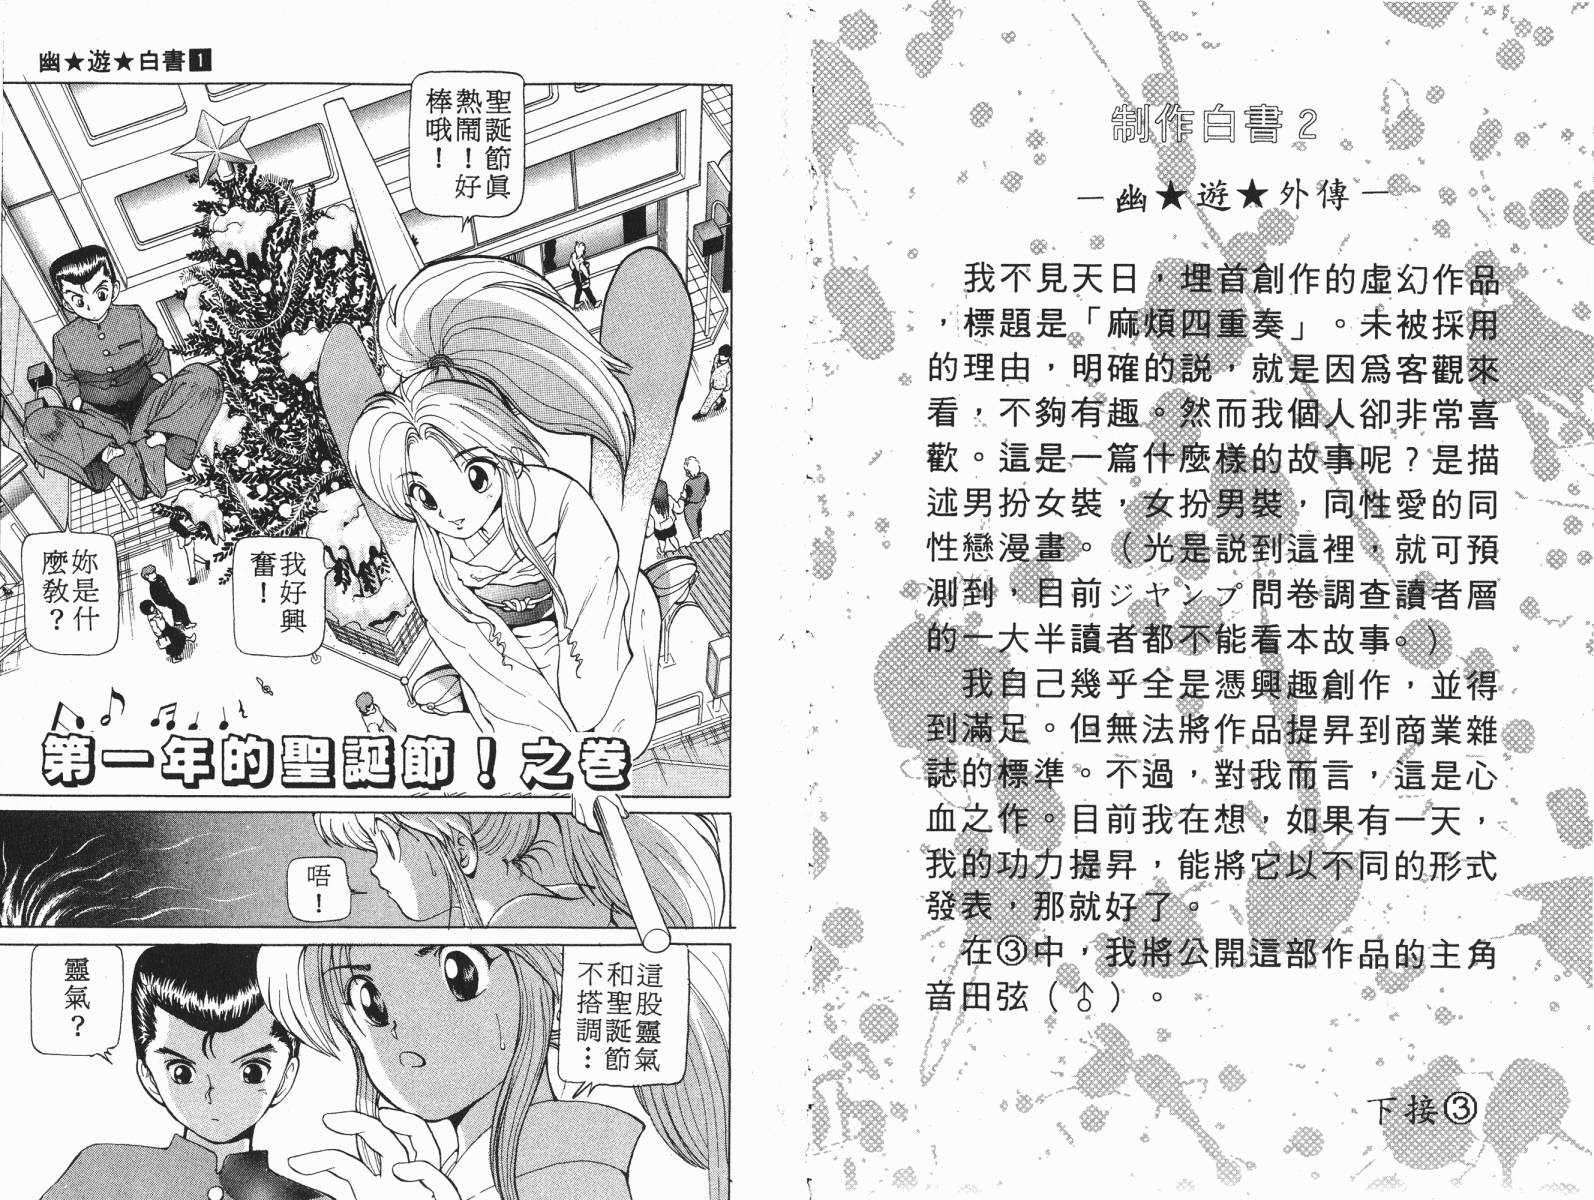 制作白書2
—幽★遊★外傳—
我不見天日，埋首創作的虛幻作品
，標題是「麻煩四重奏」。未被採用
的理由，明確的說，就是因爲客觀來
看，不夠有趣。然而我個人卻非常喜
歡。這是一篇什麼樣的故事呢？是描
述男扮女裝，女扮男裝，同性愛的同
性戀漫畫。（光是說到這裡，就可預
測到，目前ジャンプ問卷調查讀者層
的一大半讀者都不能看本故事。）
我自己幾乎全是憑興趣創作，並得
到滿足。但無法將作品提昇到商業雜
誌的標準。不過，對我而言，這是心
血之作。目前我在想，如果有一天，
我的功力提昇，能將它以不同的形式
發表，那就好了。
在③中，我將公開這部作品的主角
音田弦（♂）。
下接③
幽★遊★白書1
聖誕節眞
熱鬧！好
棒哦！
我好興
奮！
妳是什
麼教？
第一年的聖誕節！之卷
唔！
這股靈氣
和聖誕節
不搭調…
靈氣？